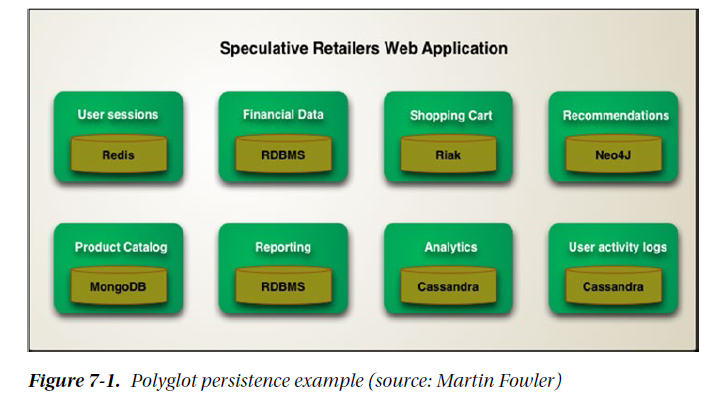 Speculative Retailers Web Application
User sessions
Redis
Financial Data
RDBMS
Shopping Cart
Riak
Recommendations
Neo4J
Product Catalog
MongoDB
Reporting
RDBMS
Analytics
Cassandra
User activity logs
Cassandra
Figure 7-1. Polyglot persistence example (source: Martin Fowler)